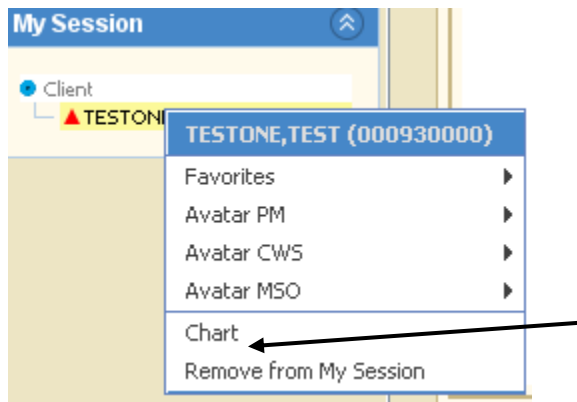 My Session
Client
TESTONE
TESTONE,TEST (000930000)
Favorites
Avatar PM
Avatar CWS
Avatar MSO
Chart
Remove from My Session